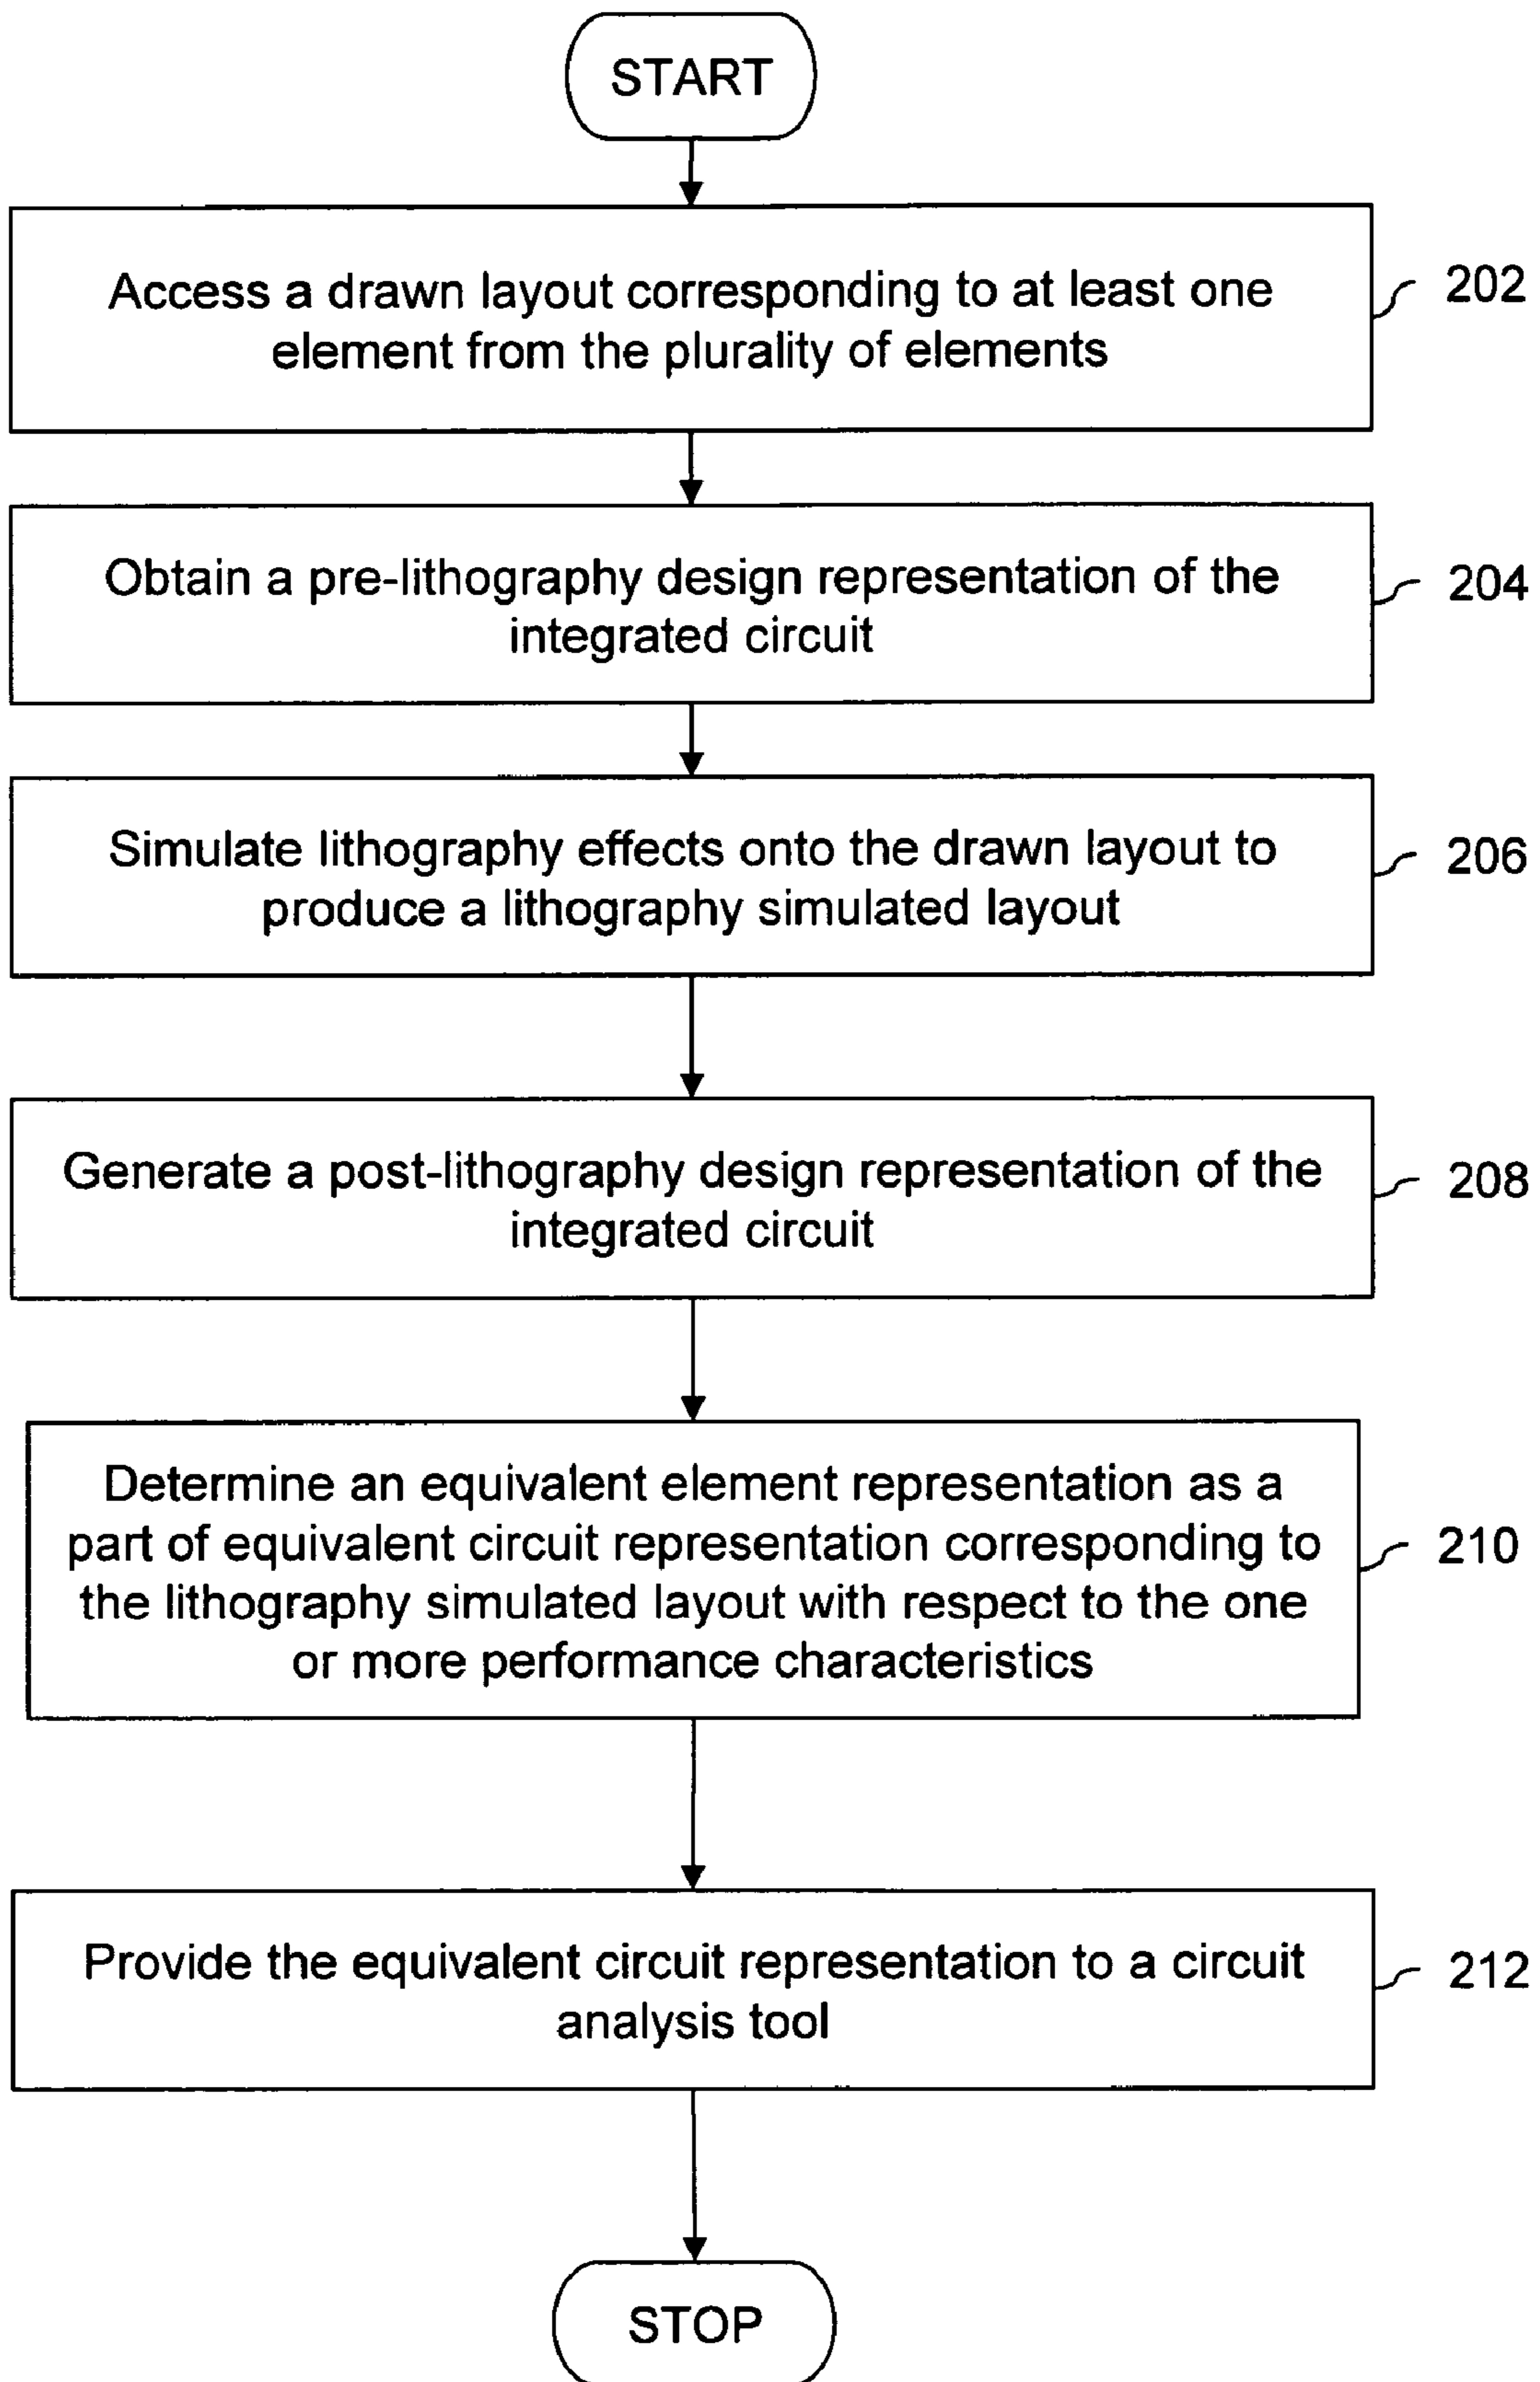 START
Access a drawn layout corresponding to at least one
element from the plurality of elements
202
Obtain a pre-lithography design representation of the
integrated circuit
204
Simulate lithography effects onto the drawn layout to
produce a lithography simulated layout
206
Generate a post-lithography design representation of the
integrated circuit
208
Determine an equivalent element representation as a
part of equivalent circuit representation corresponding to
the lithography simulated layout with respect to the one
or more performance characteristics
210
Provide the equivalent circuit representation to a circuit
analysis tool
212
STOP